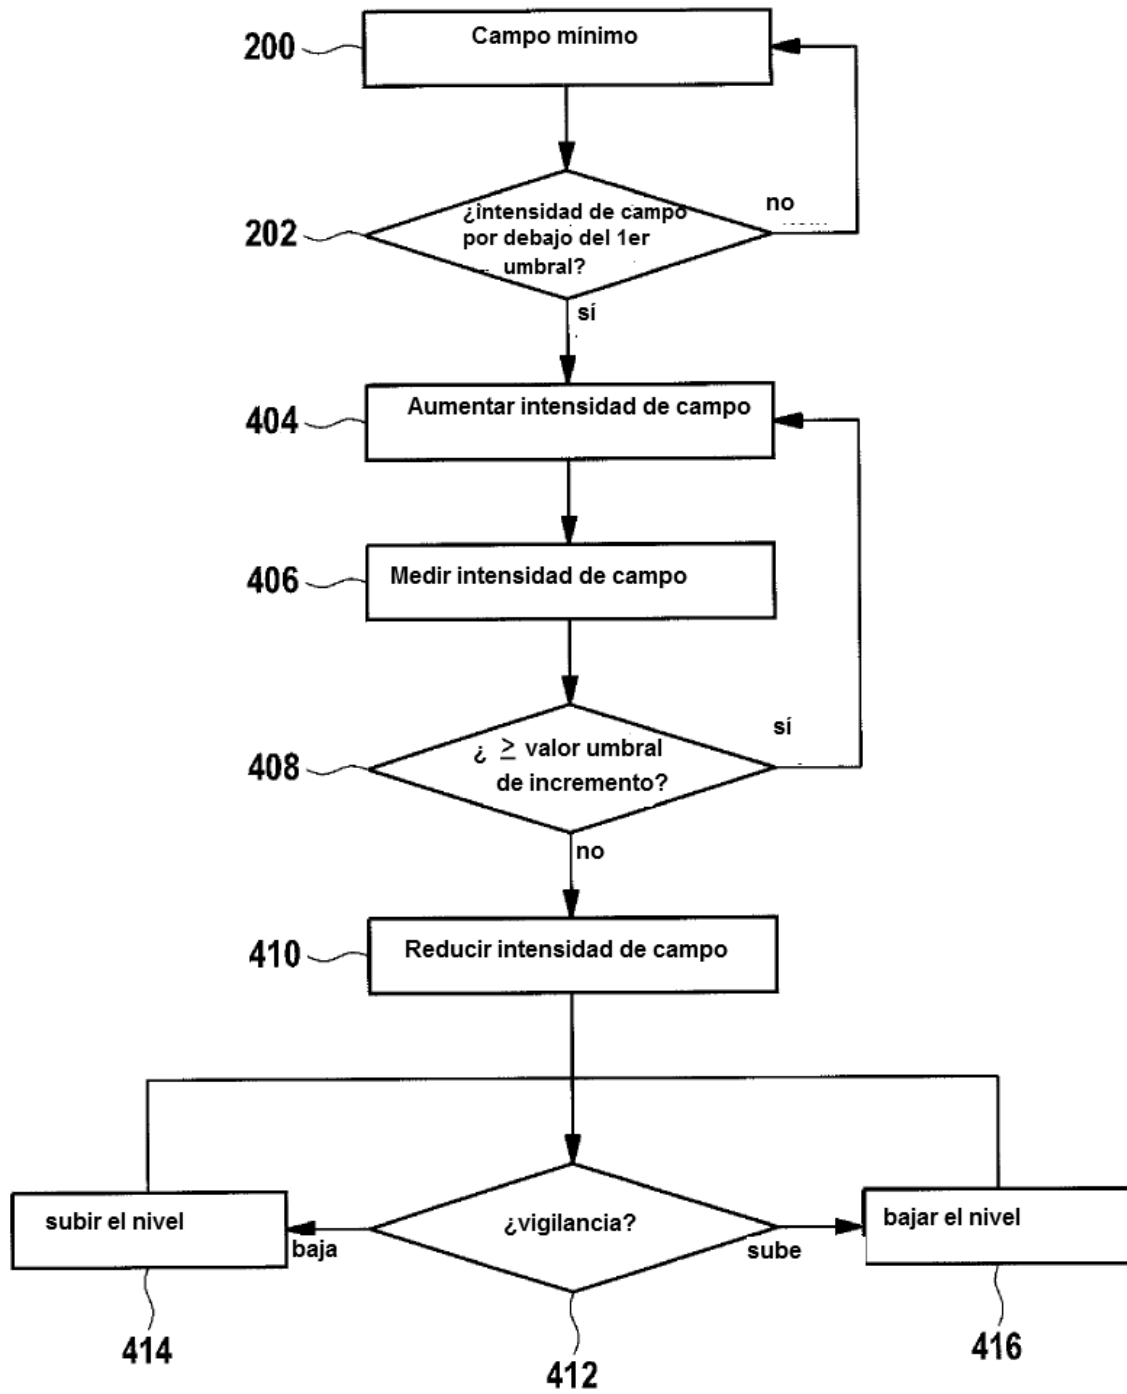 200
Campo mínimo
202
¿intensidad de campo
por debajo del 1er
umbral?
no
sí
404
Aumentar intensidad de campo
406
Medir intensidad de campo
408
¿ ≥ valor umbral
de incremento?
sí
no
410
Reducir intensidad de campo
subir el nivel
baja
¿vigilancia?
sube
bajar el nivel
414
412
416